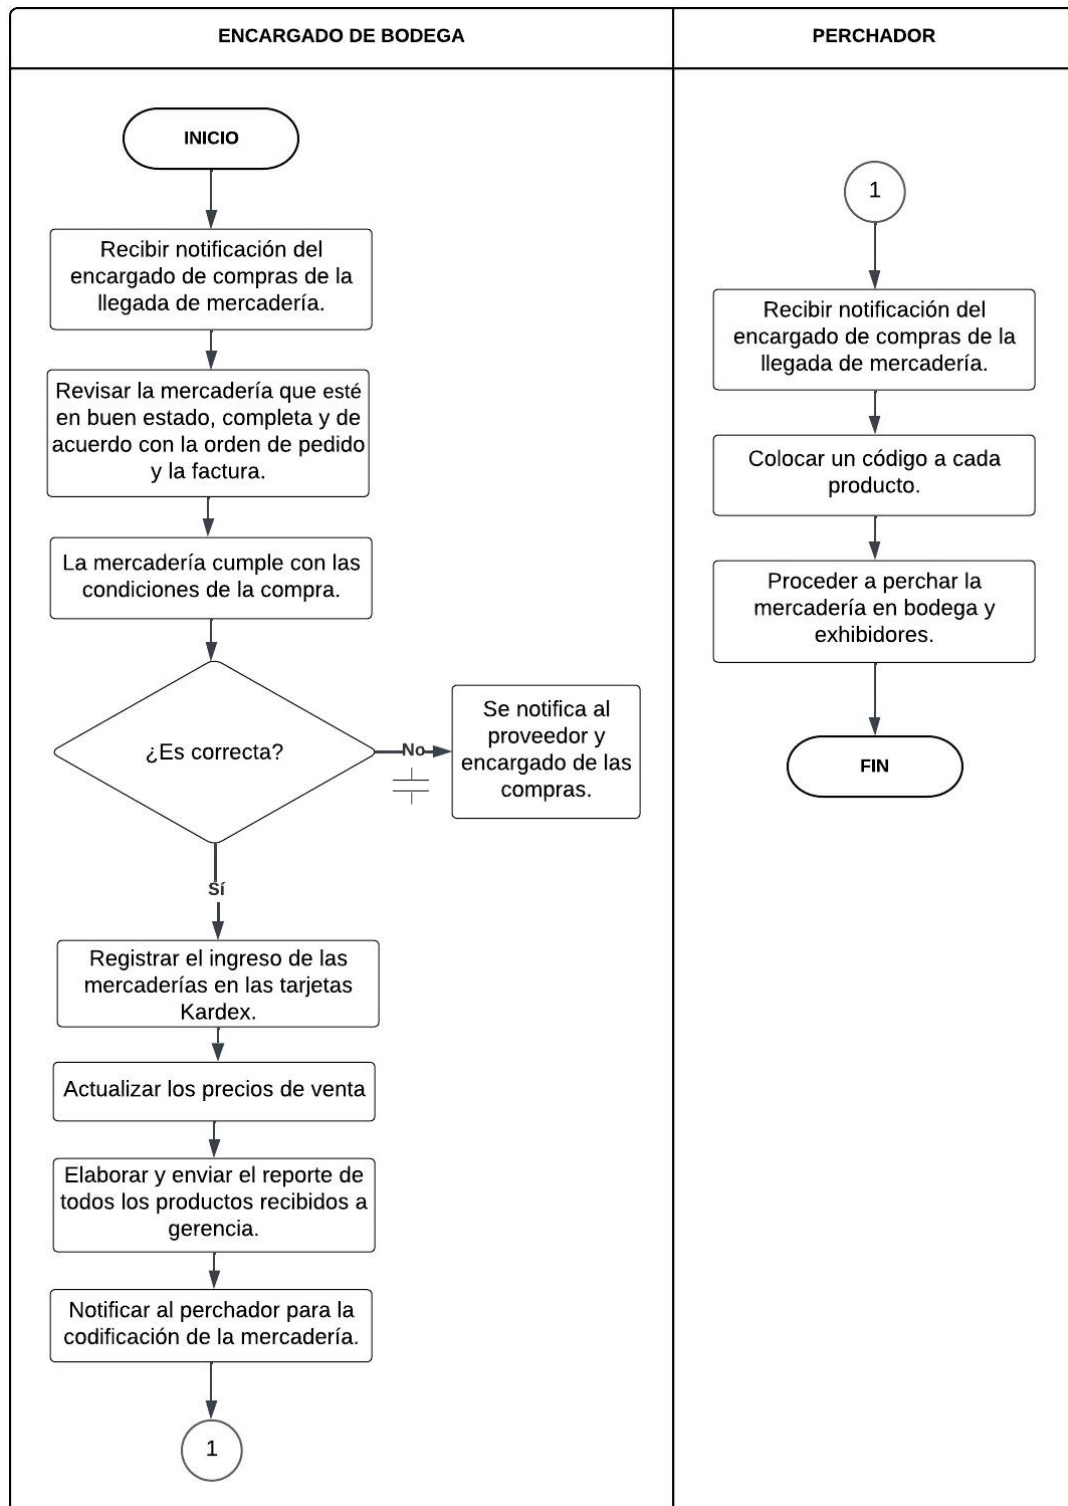 ENCARGADO DE BODEGA
PERCHADOR
INICIO
Recibir notificación del
encargado de compras de la
llegada de mercadería.
Revisar la mercadería que esté
en buen estado, completa y de
acuerdo con la orden de pedido
y la factura.
La mercadería cumple con las
condiciones de la compra.
¿Es correcta?
No
Se notifica al
proveedor y
encargado de las
compras.
Sí
Registrar el ingreso de las
mercaderías en las tarjetas
Kardex.
Actualizar los precios de venta
Elaborar y enviar el reporte de
todos los productos recibidos a
gerencia.
Notificar al perchador para la
codificación de la mercadería.
1
1
Recibir notificación del
encargado de compras de la
llegada de mercadería.
Colocar un código a cada
producto.
Proceder a perchar la
mercadería en bodega y
exhibidores.
FIN